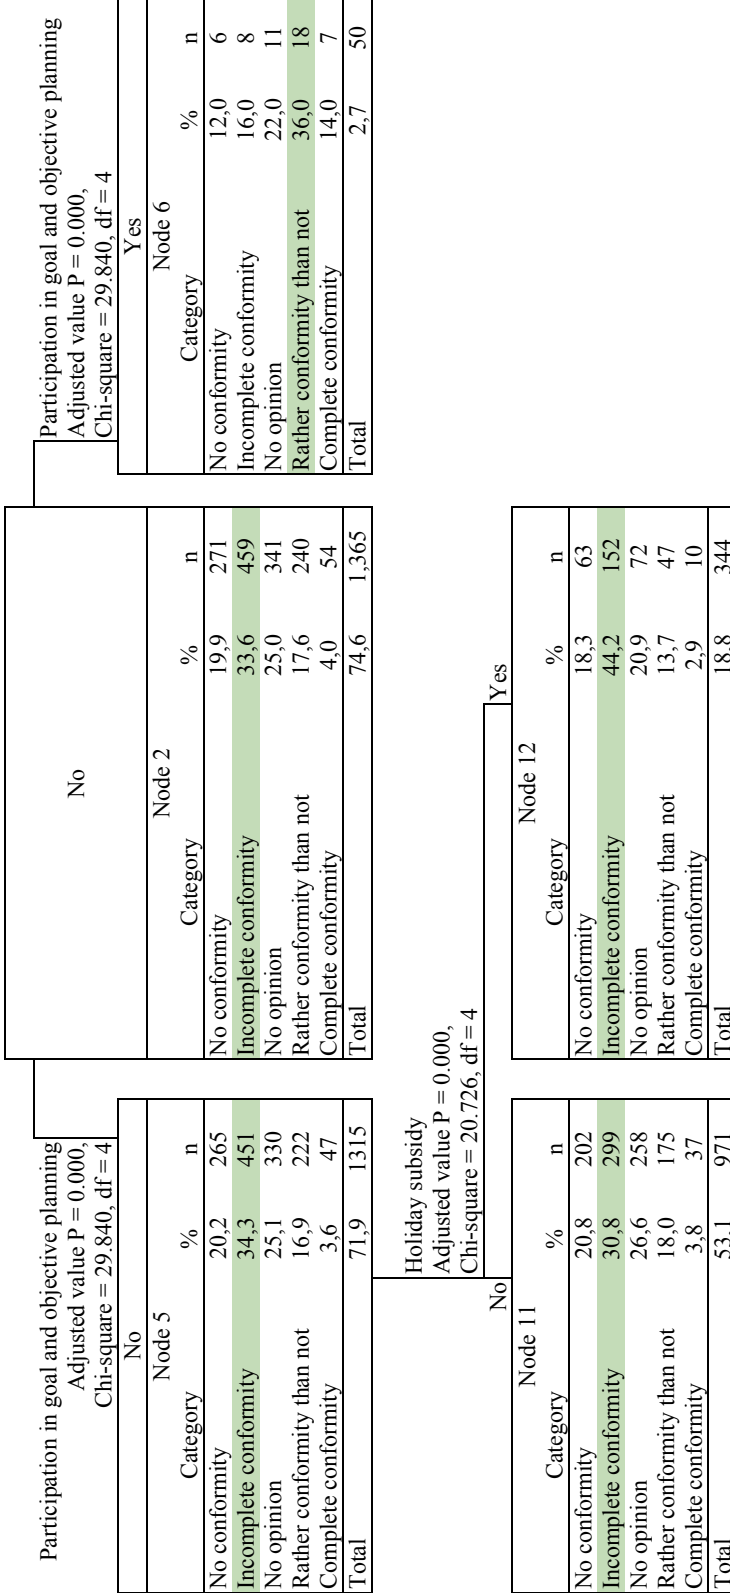 No
Participation in goal and objective planning
Adjusted value P = 0.000,
Chi-square = 29.840, df = 4
No
Node 5
Category % n
No conformity 20,2 265
Incomplete conformity 34,3 451
No opinion 25,1 330
Rather conformity than not 16,9 222
Complete conformity 3,6 47
Total 71,9 1315
Node 2
Category % n
No conformity 19,9 271
Incomplete conformity 33,6 459
No opinion 25,0 341
Rather conformity than not 17,6 240
Complete conformity 4,0 54
Total 74,6 1,365
Participation in goal and objective planning
Adjusted value P = 0.000,
Chi-square = 29.840, df = 4
Yes
Node 6
Category % n
No conformity 12,0 6
Incomplete conformity 16,0 8
No opinion 22,0 11
Rather conformity than not 36,0 18
Complete conformity 14,0 7
Total 2,7 50
Holiday subsidy
Adjusted value P = 0.000,
Chi-square = 20.726, df = 4
No
Node 11
Category % n
No conformity 20,8 202
Incomplete conformity 30,8 299
No opinion 26,6 258
Rather conformity than not 18,0 175
Complete conformity 3,8 37
Total 53,1 971
Yes
Node 12
Category % n
No conformity 18,3 63
Incomplete conformity 44,2 152
No opinion 20,9 72
Rather conformity than not 13,7 47
Complete conformity 2,9 10
Total 18,8 344